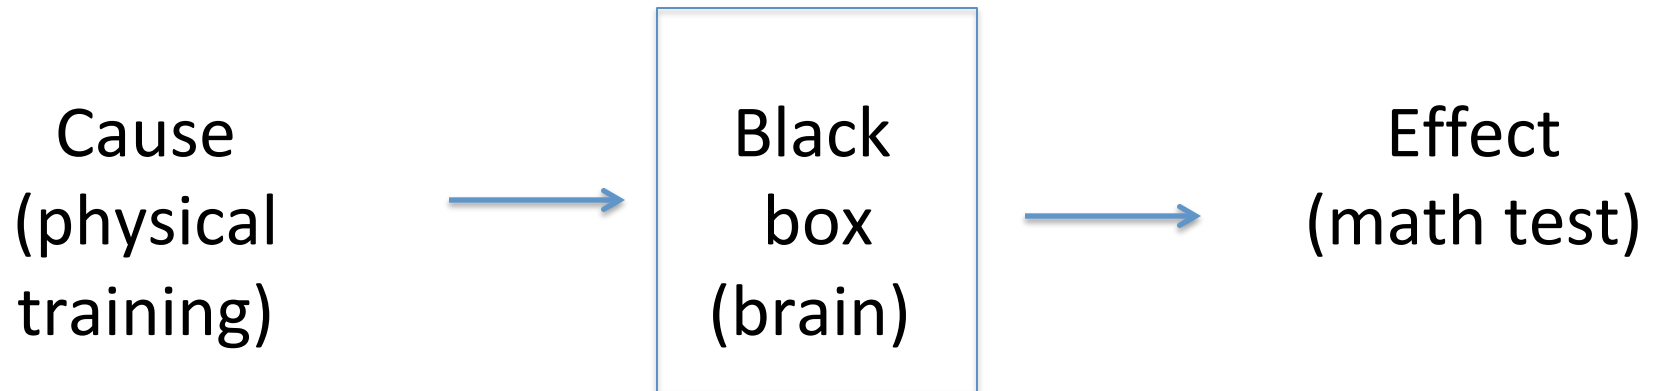 Cause
(physical
training)
Black
box
(brain)
Effect
(math test)